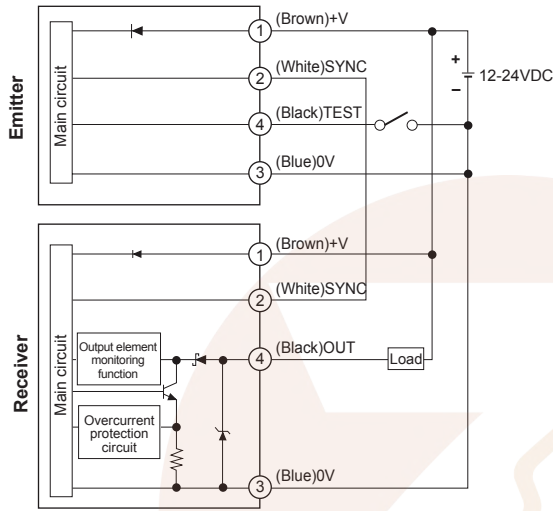 Emitter
Main circuit
1
(Brown)+V
2
(White)SYNC
4
(Black)TEST
3
(Blue)0V
+
−
12-24VDC
Receiver
Main circuit
1
(Brown)+V
2
(White)SYNC
Output element
monitoring
function
4
(Black)OUT
Load
Overcurrent
protection
circuit
3
(Blue)0V